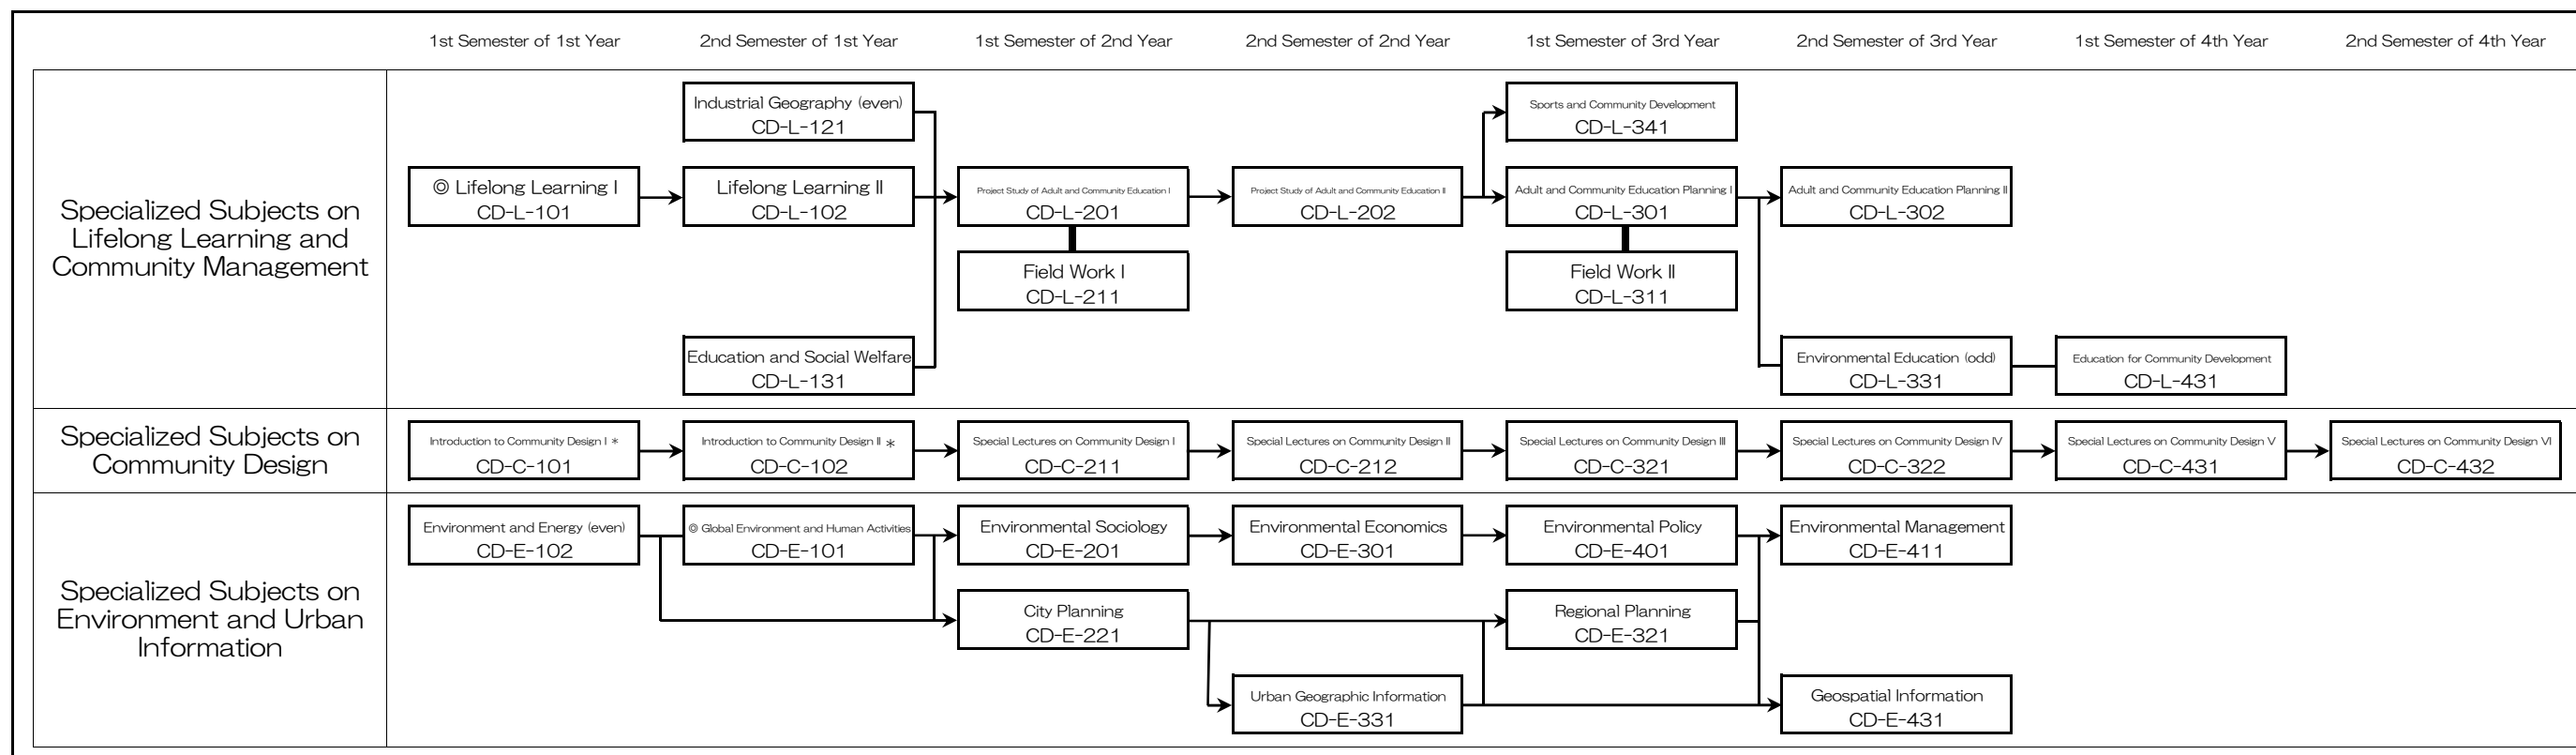 1st Semester of 1st Year
2nd Semester of 1st Year
1st Semester of 2nd Year
2nd Semester of 2nd Year
1st Semester of 3rd Year
2nd Semester of 3rd Year
1st Semester of 4th Year
2nd Semester of 4th Year
Specialized Subjects on
Lifelong Learning and
Community Management
Industrial Geography (even)
CD-L-121
Sports and Community Development
CD-L-341
◎ Lifelong Learning Ⅰ
CD-L-101
Lifelong Learning Ⅱ
CD-L-102
Project Study of Adult and Community Education Ⅰ
CD-L-201
Project Study of Adult and Community Education Ⅱ
CD-L-202
Adult and Community Education Planning Ⅰ
CD-L-301
Adult and Community Education Planning Ⅱ
CD-L-302
Field Work Ⅰ
CD-L-211
Field Work Ⅱ
CD-L-311
Education and Social Welfare
CD-L-131
Environmental Education (odd)
CD-L-331
Education for Community Development
CD-L-431
Specialized Subjects on
Community Design
Introduction to Community Design Ⅰ *
CD-C-101
Introduction to Community Design Ⅱ *
CD-C-102
Special Lectures on Community Design Ⅰ
CD-C-211
Special Lectures on Community Design Ⅱ
CD-C-212
Special Lectures on Community Design Ⅲ
CD-C-321
Special Lectures on Community Design Ⅳ
CD-C-322
Special Lectures on Community Design Ⅴ
CD-C-431
Special Lectures on Community Design Ⅵ
CD-C-432
Specialized Subjects on
Environment and Urban
Information
Environment and Energy (even)
CD-E-102
◎ Global Environment and Human Activities
CD-E-101
Environmental Sociology
CD-E-201
Environmental Economics
CD-E-301
Environmental Policy
CD-E-401
Environmental Management
CD-E-411
City Planning
CD-E-221
Regional Planning
CD-E-321
Urban Geographic Information
CD-E-331
Geospatial Information
CD-E-431